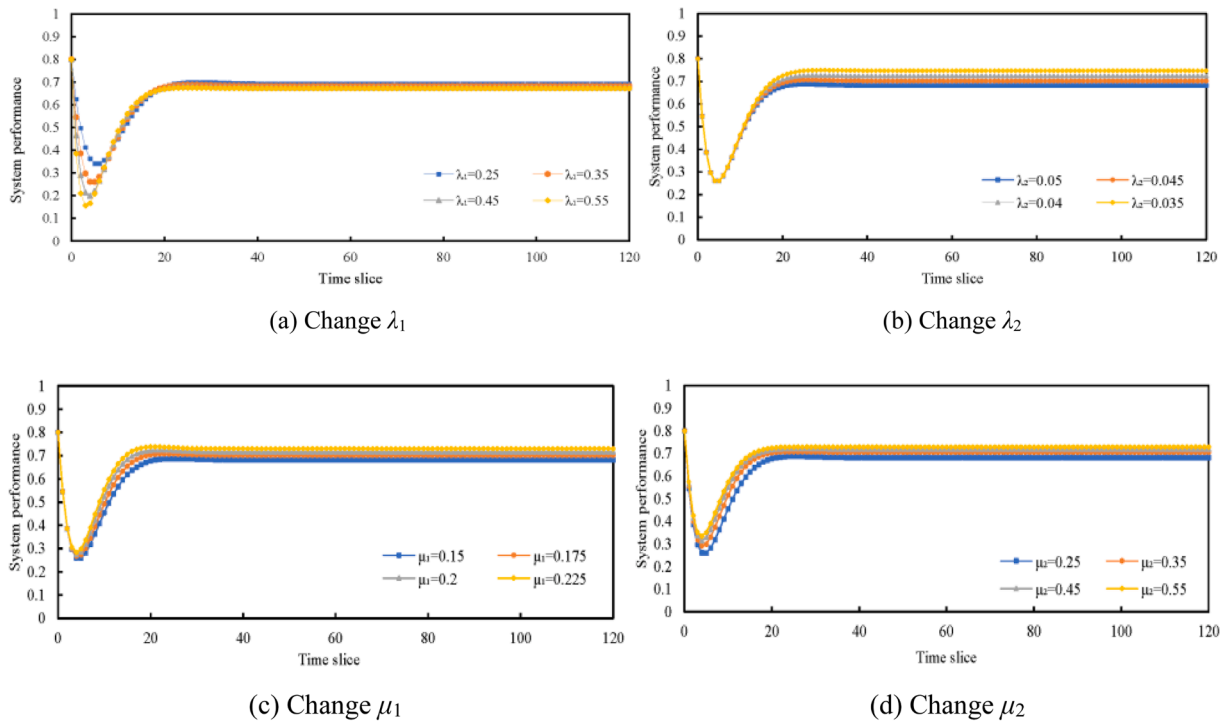 1
0.9
0.8
0.7
0.6
0.5
0.4
0.3
0.2
0.1
0
System performance
λ₁=0.25 λ₁=0.35
λ₁=0.45 λ₁=0.55
0 20 40 60 80 100 120
Time slice
(a) Change λ₁
1
0.9
0.8
0.7
0.6
0.5
0.4
0.3
0.2
0.1
0
System performance
λ₂=0.05 λ₂=0.045
λ₂=0.04 λ₂=0.035
0 20 40 60 80 100 120
Time slice
(b) Change λ₂
1
0.9
0.8
0.7
0.6
0.5
0.4
0.3
0.2
0.1
0
System performance
μ₁=0.15 μ₁=0.175
μ₁=0.2 μ₁=0.225
0 20 40 60 80 100 120
Time slice
(c) Change μ₁
1
0.9
0.8
0.7
0.6
0.5
0.4
0.3
0.2
0.1
0
System performance
μ₂=0.25 μ₂=0.35
μ₂=0.45 μ₂=0.55
0 20 40 60 80 100 120
Time slice
(d) Change μ₂